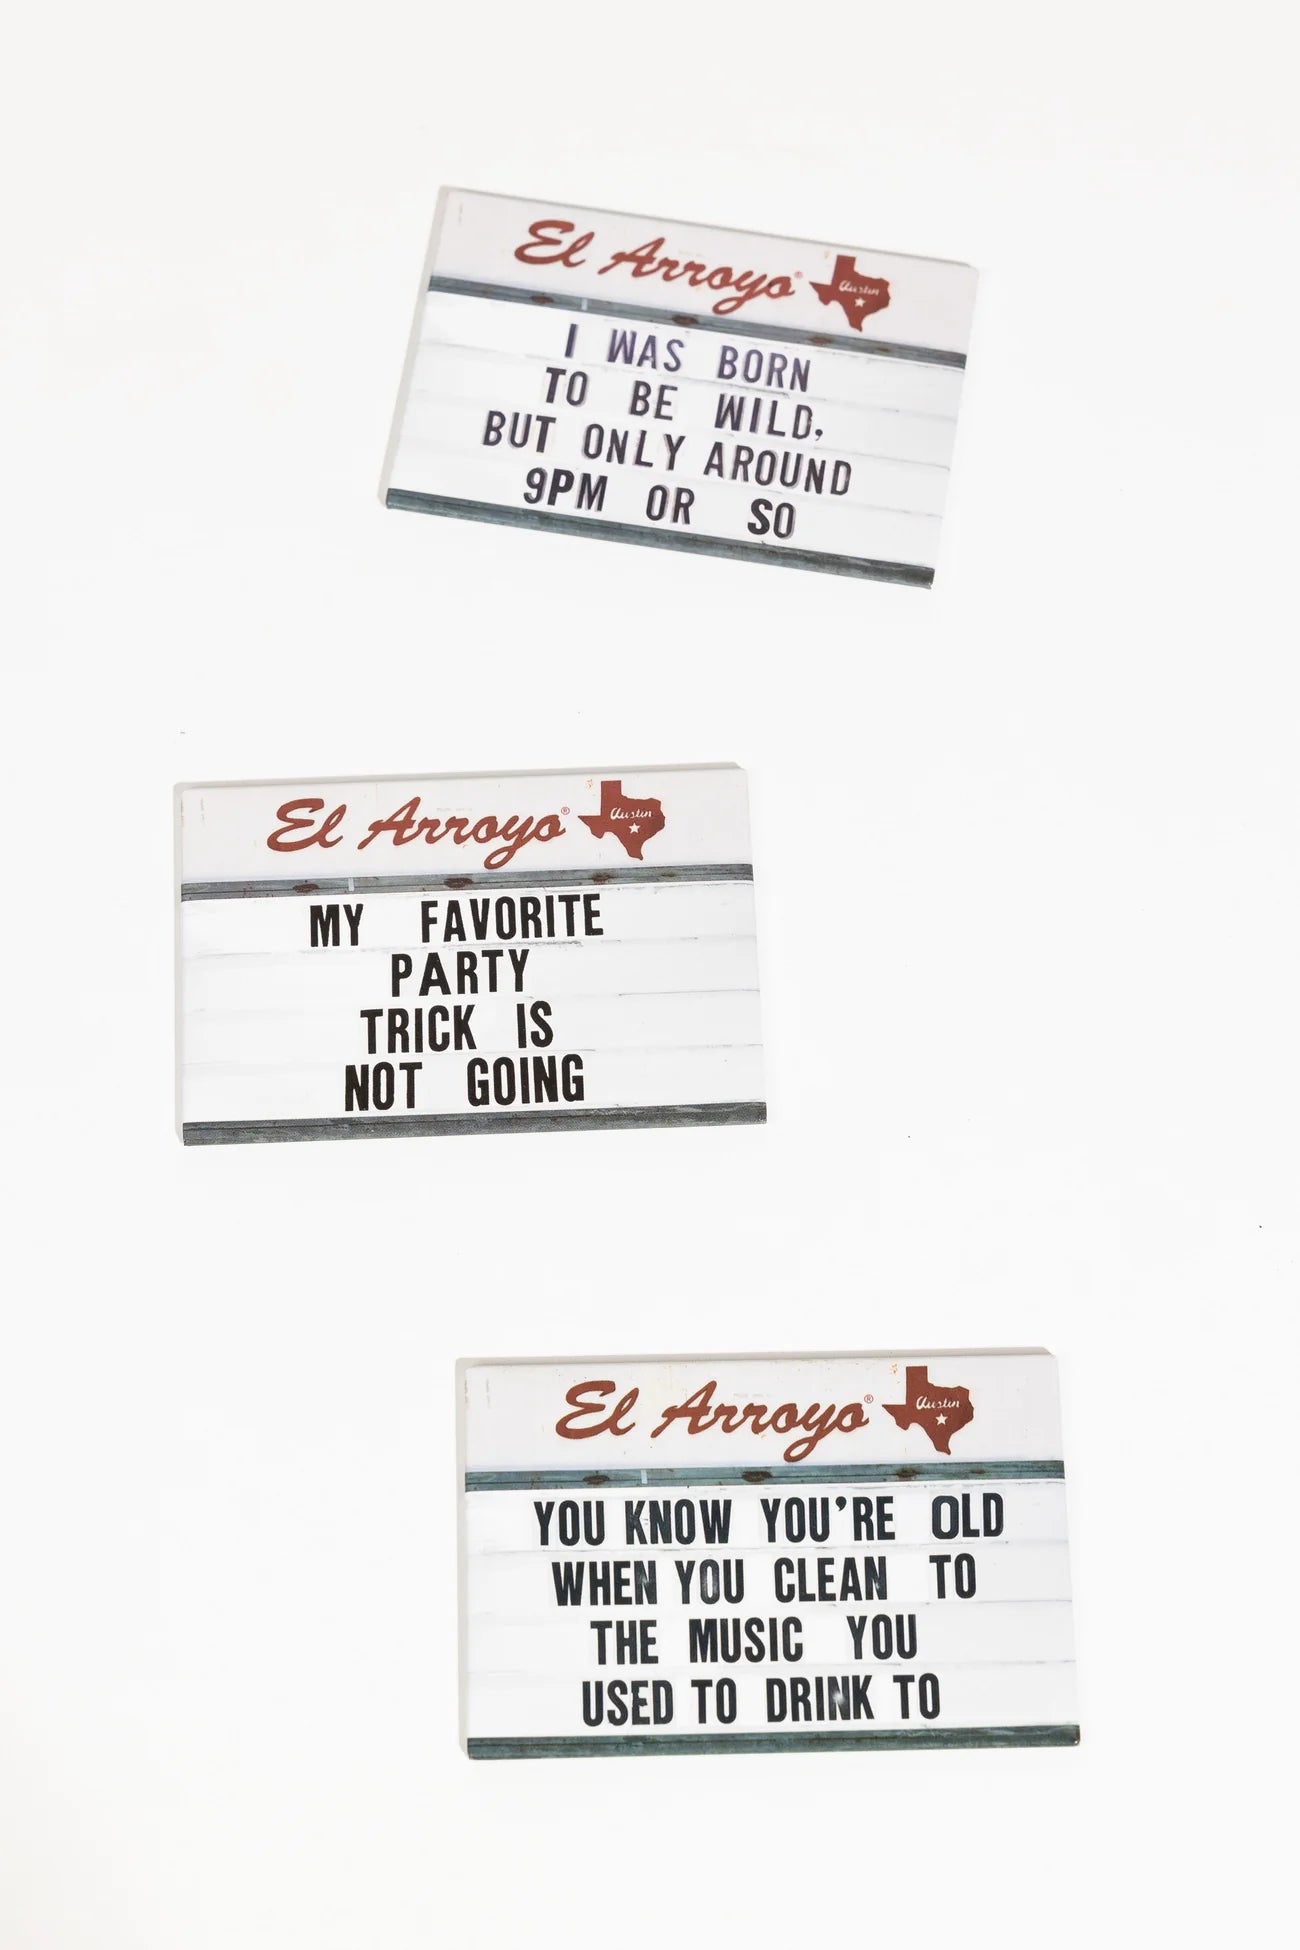 El Arroyo®
Austin
I WAS BORN
TO BE WILD,
BUT ONLY AROUND
9PM OR SO
El Arroyo®
Austin
MY FAVORITE
PARTY
TRICK IS
NOT GOING
El Arroyo®
Austin
YOU KNOW YOU'RE OLD
WHEN YOU CLEAN TO
THE MUSIC YOU
USED TO DRINK TO